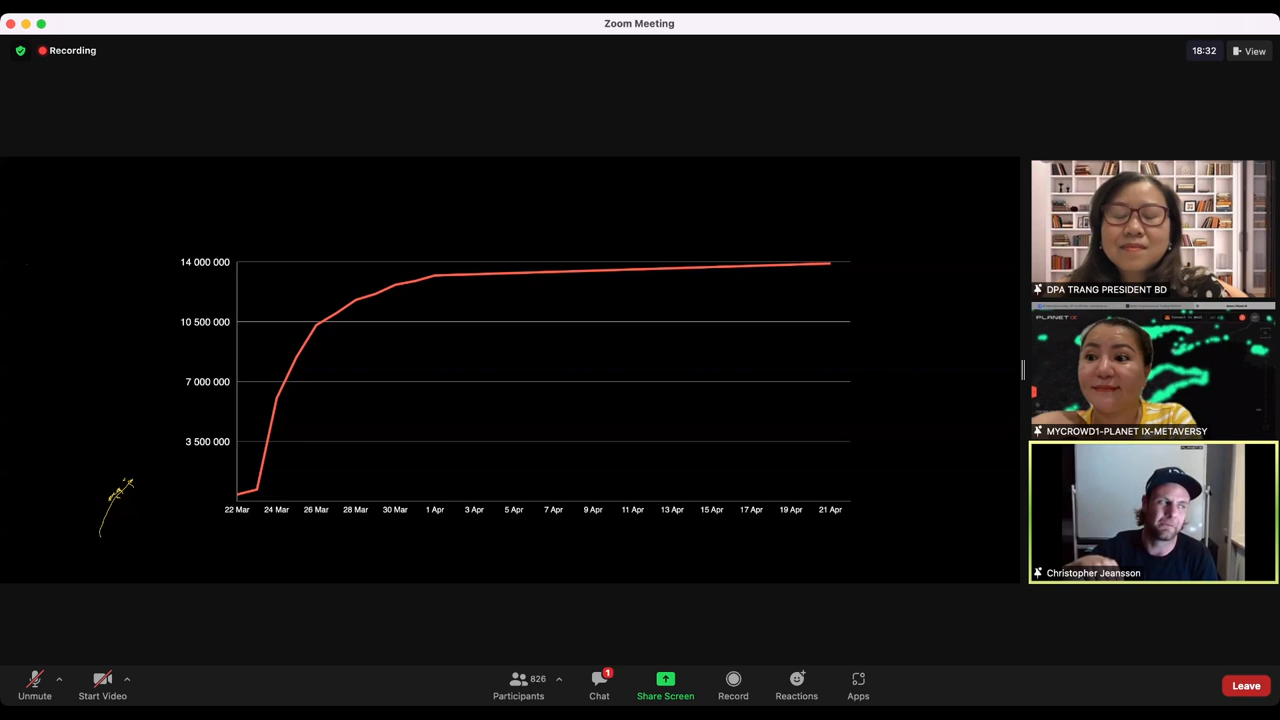 Zoom Meeting
Recording
18:32
View
14 000 000
10 500 000
7 000 000
3 500 000
22 Mar 24 Mar 26 Mar 28 Mar 30 Mar 1 Apr 3 Apr 5 Apr 7 Apr 9 Apr 11 Apr 13 Apr 15 Apr 17 Apr 19 Apr 21 Apr
DPA TRANG PRESIDENT BD
PLANET IX
MYCROWD1-PLANET IX-METAVERSY
Christopher Jeansson
Unmute
Start Video
826
Participants
1
Chat
Share Screen
Record
Reactions
Apps
Leave